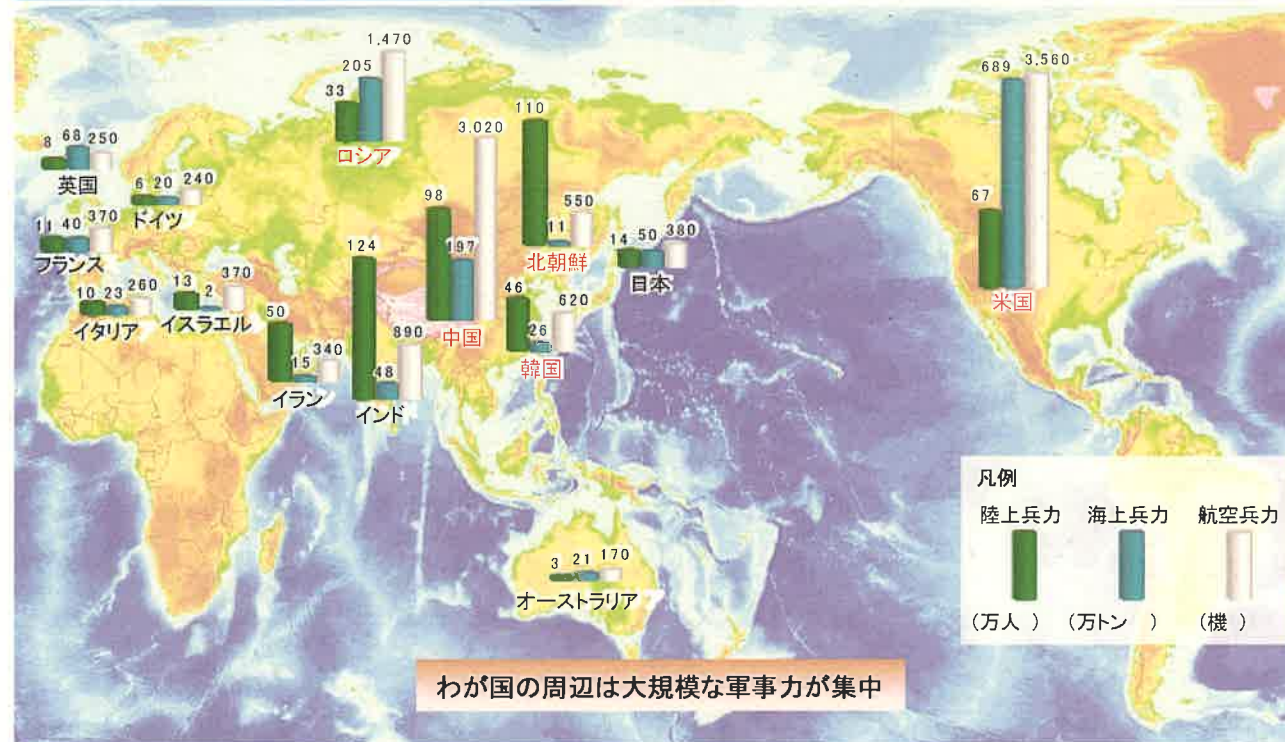 1.470
205
33
ロシア
689 3,560
67
米国
110
550
11
北朝鮮
3.020
98
197
中国
8 68 250
英国
6 20 240
ドイツ
11 40 370
フランス
14 50 380
日本
124
890
48
インド
46
620
26
韓国
10 23 260
イタリア
13 2 370
イスラエル
50
340
15
イラン
凡例
陸上兵力 海上兵力 航空兵力
(万人 ) (万トン ) (機 )
3 21 170
オーストラリア
わが国の周辺は大規模な軍事力が集中